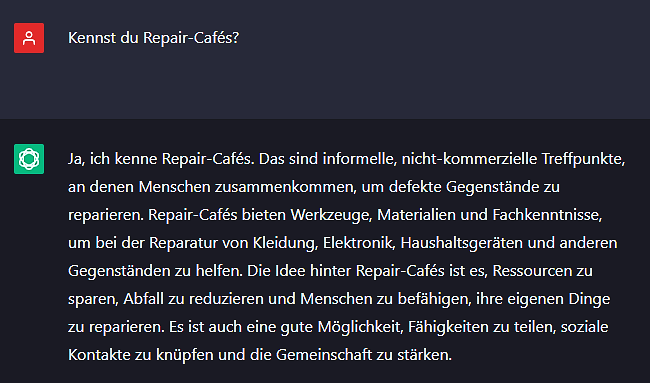 Kennst du Repair-Cafés?
Ja, ich kenne Repair-Cafés. Das sind informelle, nicht-kommerzielle Treffpunkte,
an denen Menschen zusammenkommen, um defekte Gegenstände zu
reparieren. Repair-Cafés bieten Werkzeuge, Materialien und Fachkenntnisse,
um bei der Reparatur von Kleidung, Elektronik, Haushaltsgeräten und anderen
Gegenständen zu helfen. Die Idee hinter Repair-Cafés ist es, Ressourcen zu
sparen, Abfall zu reduzieren und Menschen zu befähigen, ihre eigenen Dinge
zu reparieren. Es ist auch eine gute Möglichkeit, Fähigkeiten zu teilen, soziale
Kontakte zu knüpfen und die Gemeinschaft zu stärken.